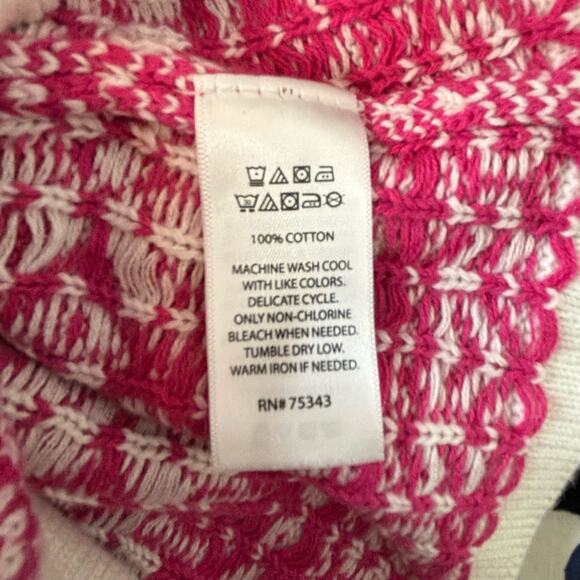 100% COTTON
MACHINE WASH COOL
WITH LIKE COLORS.
DELICATE CYCLE.
ONLY NON-CHLORINE
BLEACH WHEN NEEDED.
TUMBLE DRY LOW.
WARM IRON IF NEEDED.
RN# 75343